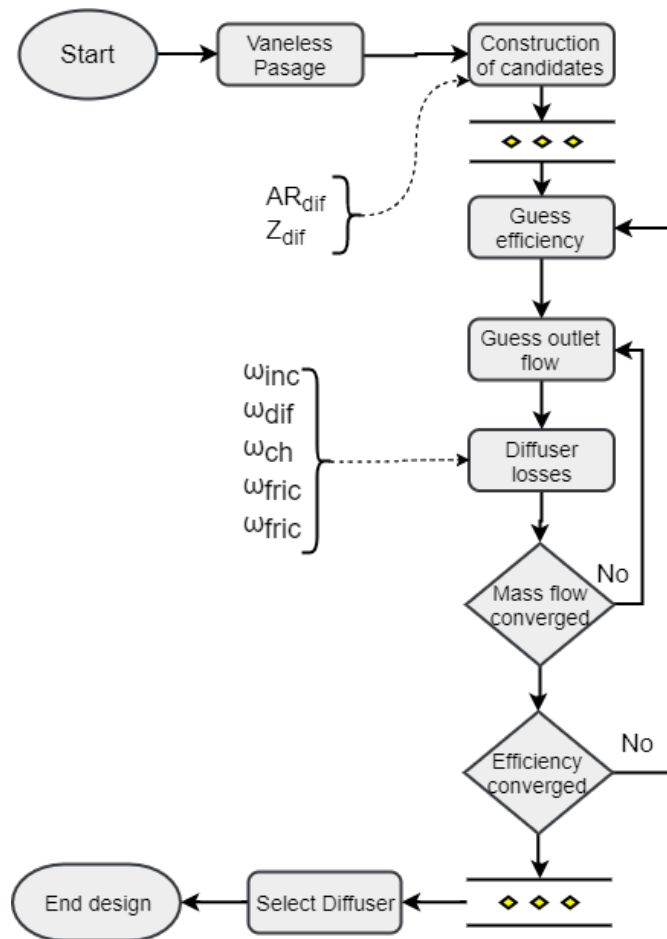 Start
Vaneless
Pasage
Construction
of candidates
ARdif
Zdif
Guess
efficiency
Guess outlet
flow
ωinc
ωdif
ωch
ωfric
ωfric
Diffuser
losses
No
Mass flow
converged
No
Efficiency
converged
End design
Select Diffuser